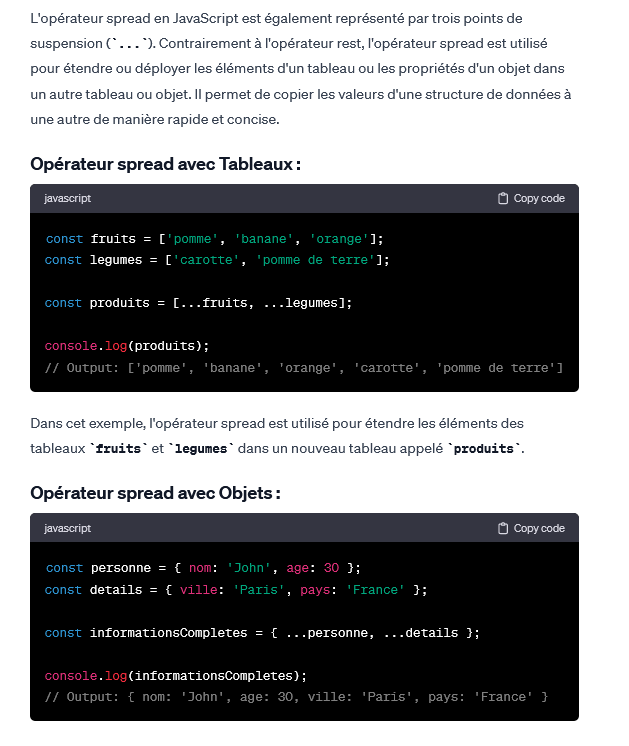 L'opérateur spread en JavaScript est également représenté par trois points de
suspension (`...`). Contrairement à l'opérateur rest, l'opérateur spread est utilisé
pour étendre ou déployer les éléments d'un tableau ou les propriétés d'un objet dans
un autre tableau ou objet. Il permet de copier les valeurs d'une structure de données à
une autre de manière rapide et concise.
Opérateur spread avec Tableaux :
javascript Copy code
const fruits = ['pomme', 'banane', 'orange'];
const legumes = ['carotte', 'pomme de terre'];
const produits = [...fruits, ...legumes];
console.log(produits);
// Output: ['pomme', 'banane', 'orange', 'carotte', 'pomme de terre']
Dans cet exemple, l'opérateur spread est utilisé pour étendre les éléments des
tableaux `fruits` et `legumes` dans un nouveau tableau appelé `produits`.
Opérateur spread avec Objets :
javascript Copy code
const personne = { nom: 'John', age: 30 };
const details = { ville: 'Paris', pays: 'France' };
const informationsCompletes = { ...personne, ...details };
console.log(informationsCompletes);
// Output: { nom: 'John', age: 30, ville: 'Paris', pays: 'France' }